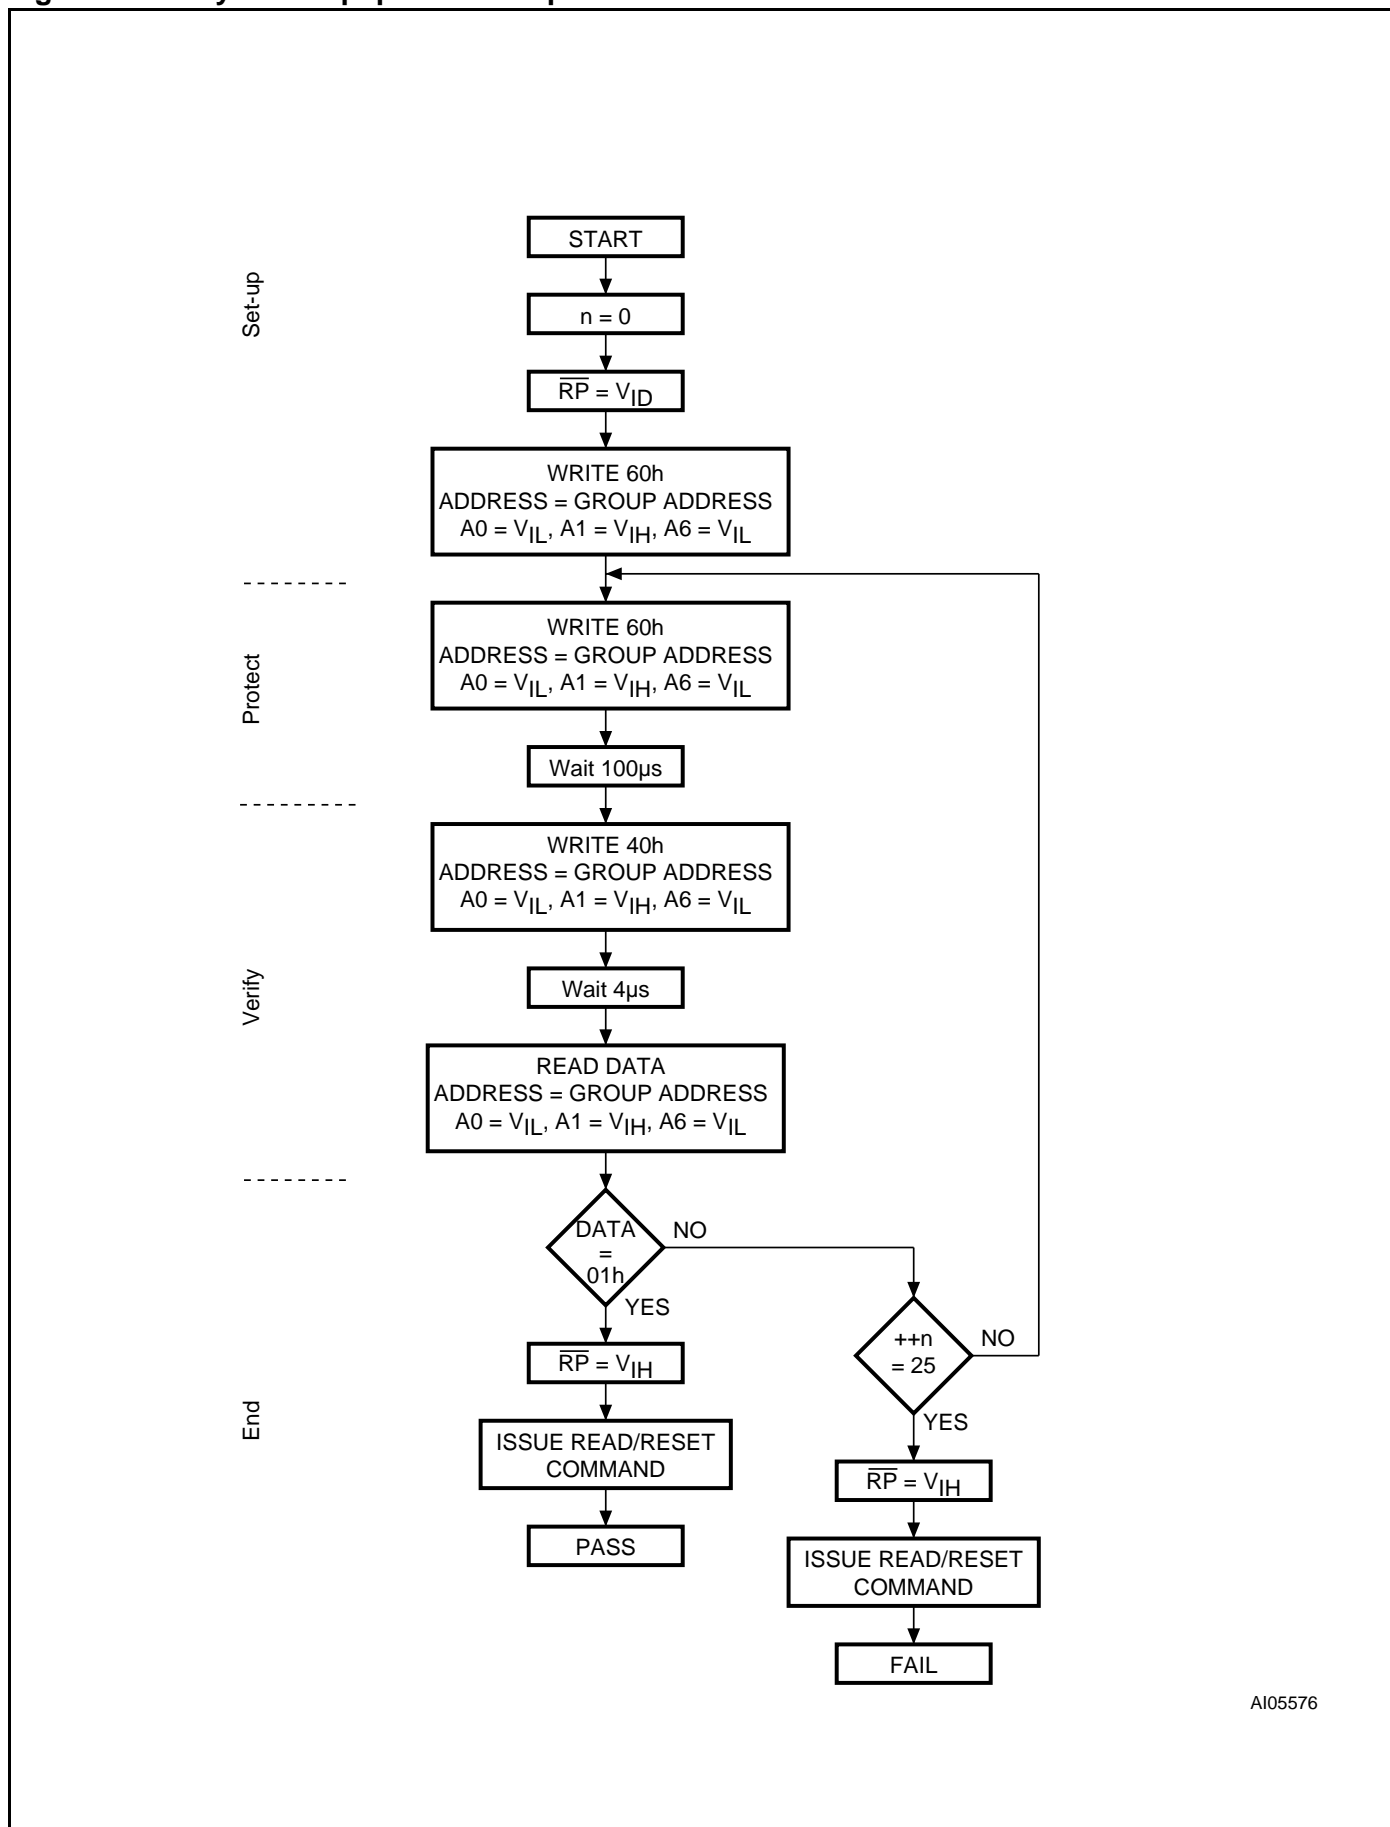 Set-up
START
n = 0
RP = VID
WRITE 60h
ADDRESS = GROUP ADDRESS
A0 = VIL, A1 = VIH, A6 = VIL
Protect
WRITE 60h
ADDRESS = GROUP ADDRESS
A0 = VIL, A1 = VIH, A6 = VIL
Wait 100µs
Verify
WRITE 40h
ADDRESS = GROUP ADDRESS
A0 = VIL, A1 = VIH, A6 = VIL
Wait 4µs
READ DATA
ADDRESS = GROUP ADDRESS
A0 = VIL, A1 = VIH, A6 = VIL
End
DATA
=
01h
NO
YES
RP = VIH
ISSUE READ/RESET
COMMAND
PASS
++n
= 25
NO
YES
RP = VIH
ISSUE READ/RESET
COMMAND
FAIL
AI05576